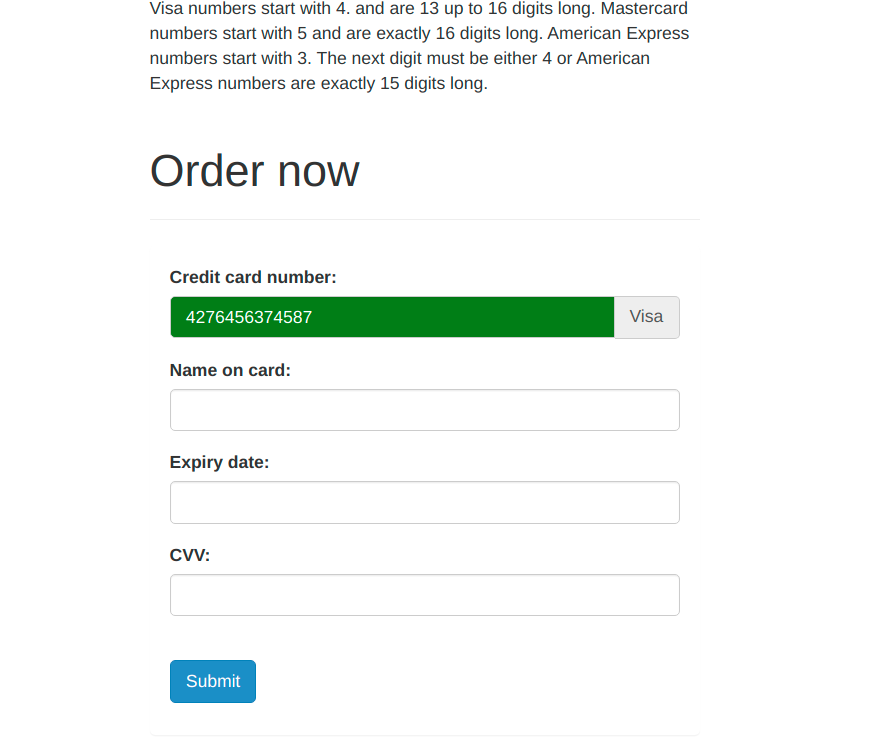 Visa numbers start with 4. and are 13 up to 16 digits long. Mastercard
numbers start with 5 and are exactly 16 digits long. American Express
numbers start with 3. The next digit must be either 4 or American
Express numbers are exactly 15 digits long.
Order now
Credit card number:
4276456374587 Visa
Name on card:
Expiry date:
CVV:
Submit